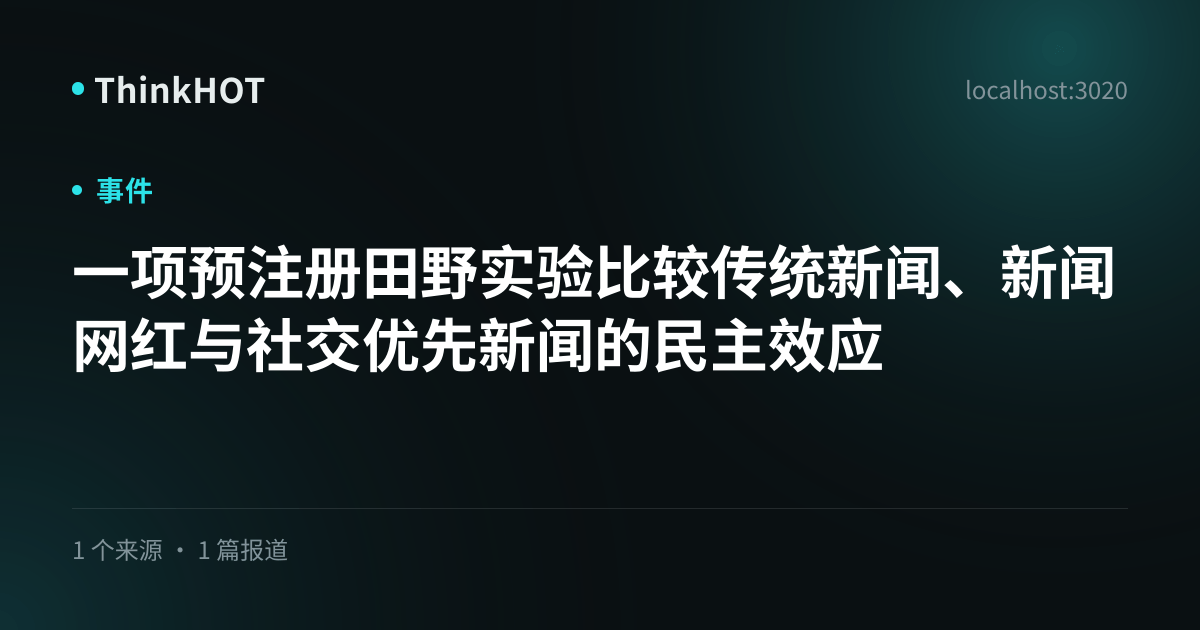 ThinkHOT
localhost:3020
事件
一项预注册田野实验比较传统新闻、新闻
网红与社交优先新闻的民主效应
1 个来源 · 1 篇报道